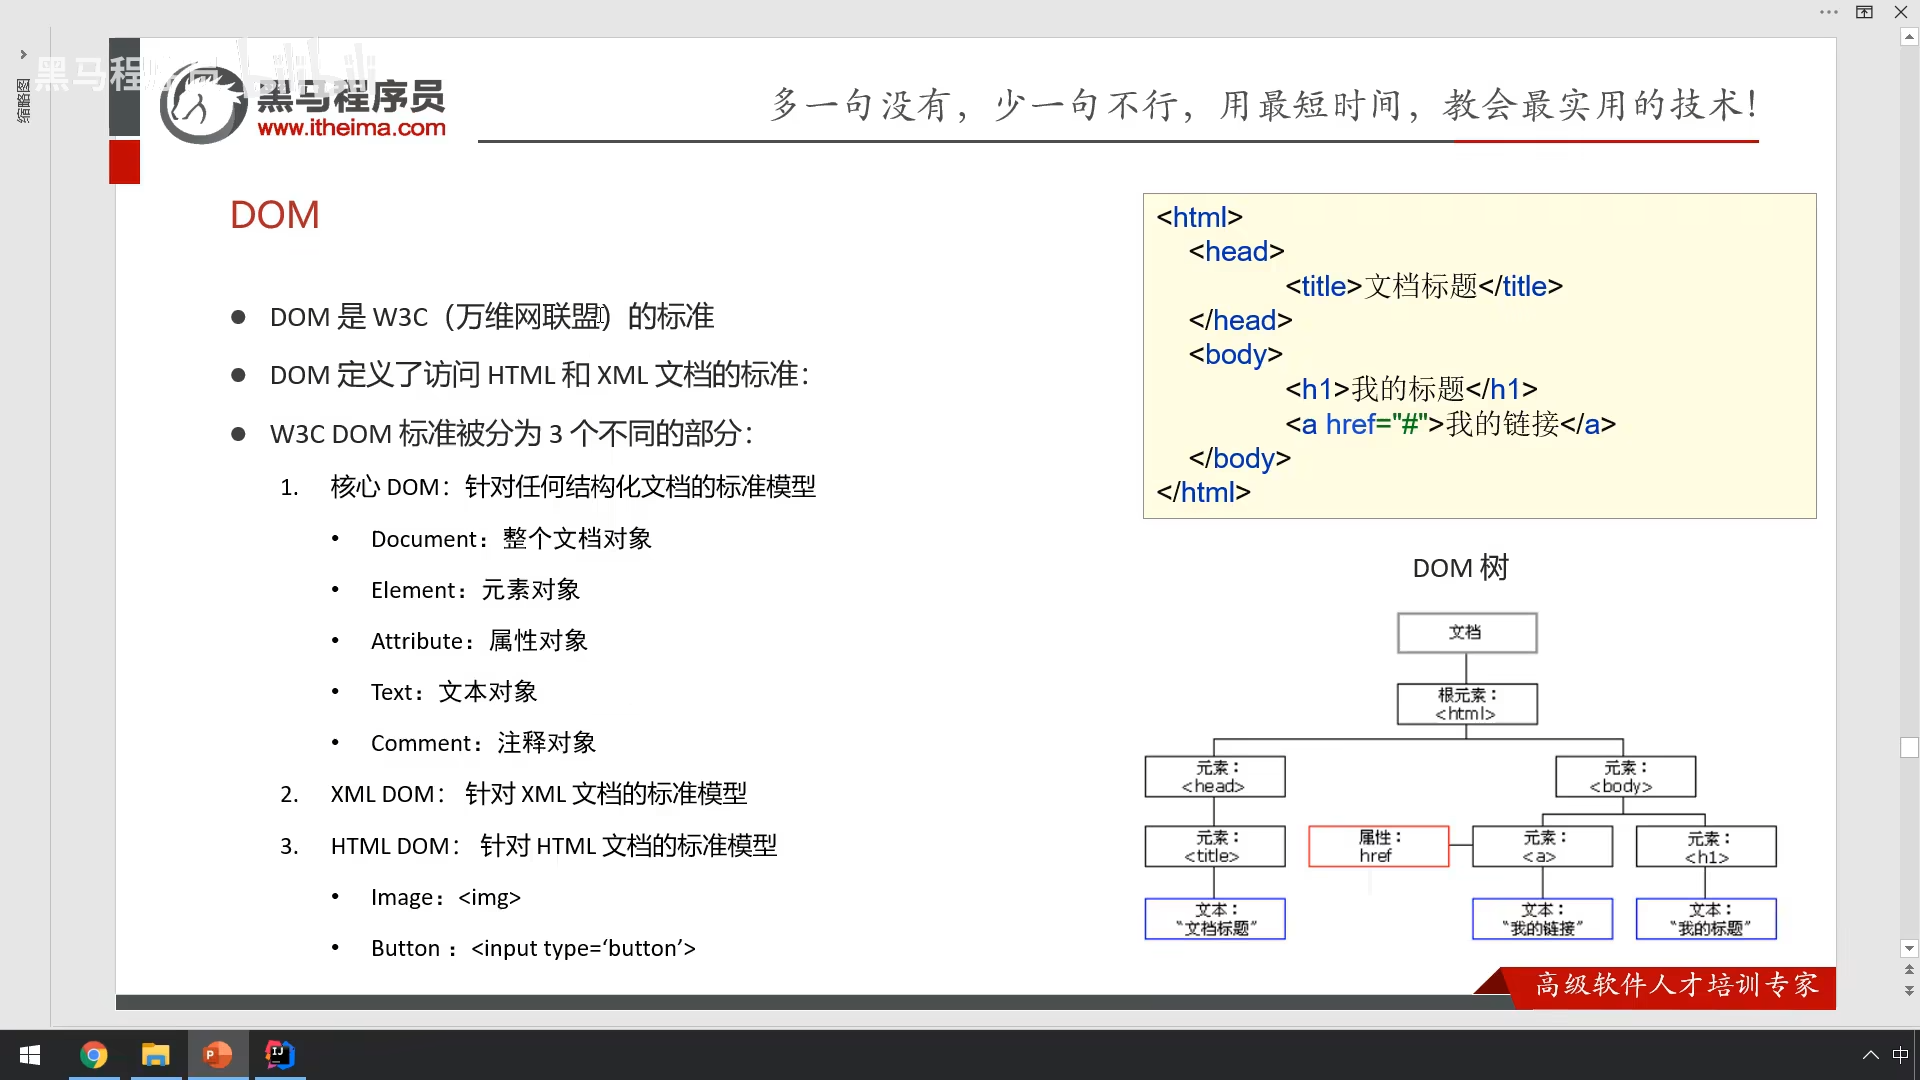 缩略图
黑马程序员
bilibili
黑马程序员
www.itheima.com
多一句没有，少一句不行，用最短时间，教会最实用的技术！
DOM
DOM 是 W3C（万维网联盟）的标准
DOM 定义了访问 HTML 和 XML 文档的标准：
W3C DOM 标准被分为 3 个不同的部分：
1. 核心 DOM：针对任何结构化文档的标准模型
• Document：整个文档对象
• Element：元素对象
• Attribute：属性对象
• Text：文本对象
• Comment：注释对象
2. XML DOM： 针对 XML 文档的标准模型
3. HTML DOM： 针对 HTML 文档的标准模型
• Image：<img>
• Button ：<input type=‘button’>
<html>
<head>
<title>文档标题</title>
</head>
<body>
<h1>我的标题</h1>
<a href="#">我的链接</a>
</body>
</html>
DOM 树
文档
根元素：
<html>
元素：
<head>
元素：
<body>
元素：
<title>
属性：
href
元素：
<a>
元素：
<h1>
文本：
“文档标题”
文本：
“我的链接”
文本：
“我的标题”
高级软件人才培训专家
P
IJ
中